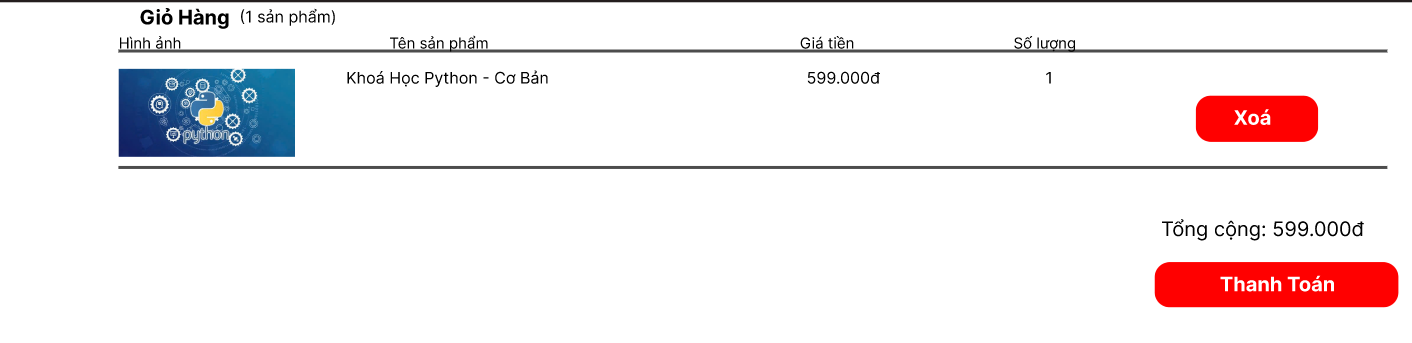 Giỏ Hàng (1 sản phẩm)
Hình ảnh Tên sản phẩm Giá tiền Số lượng
Khoá Học Python - Cơ Bản 599.000đ 1
python
Xoá
Tổng cộng: 599.000đ
Thanh Toán